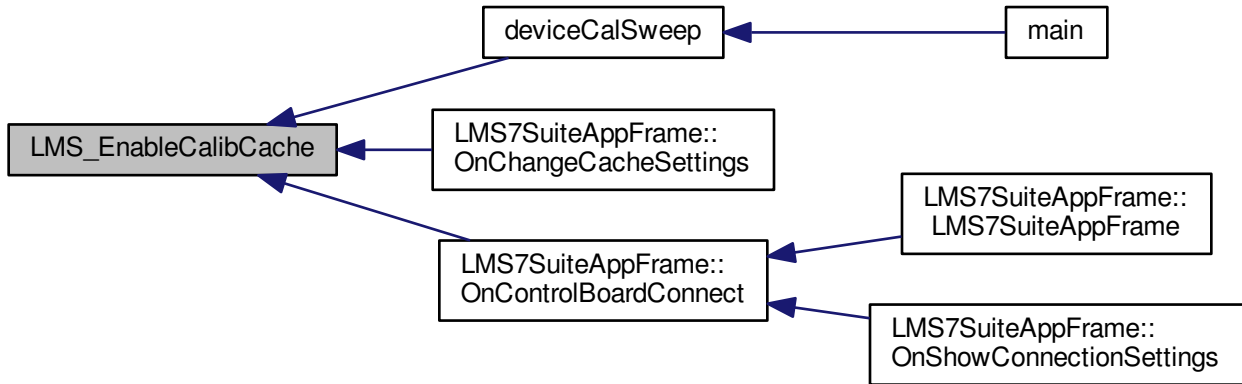 deviceCalSweep
main
LMS_EnableCalibCache
LMS7SuiteAppFrame::
OnChangeCacheSettings
LMS7SuiteAppFrame::
LMS7SuiteAppFrame
LMS7SuiteAppFrame::
OnControlBoardConnect
LMS7SuiteAppFrame::
OnShowConnectionSettings